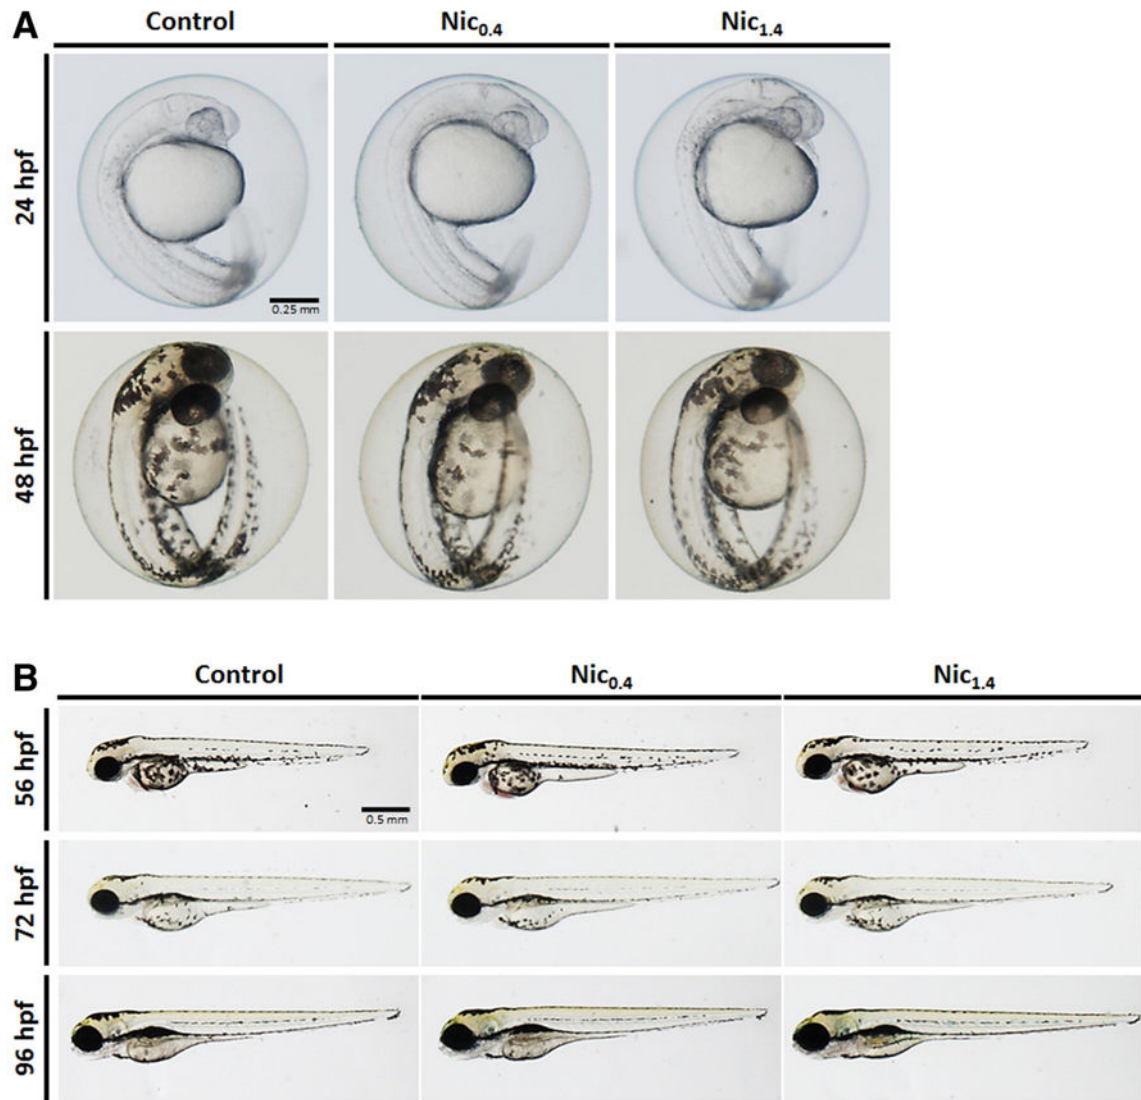 A
Control Nic0.4 Nic1.4
24 hpf
0.25 mm
48 hpf
B
Control Nic0.4 Nic1.4
56 hpf
0.5 mm
72 hpf
96 hpf